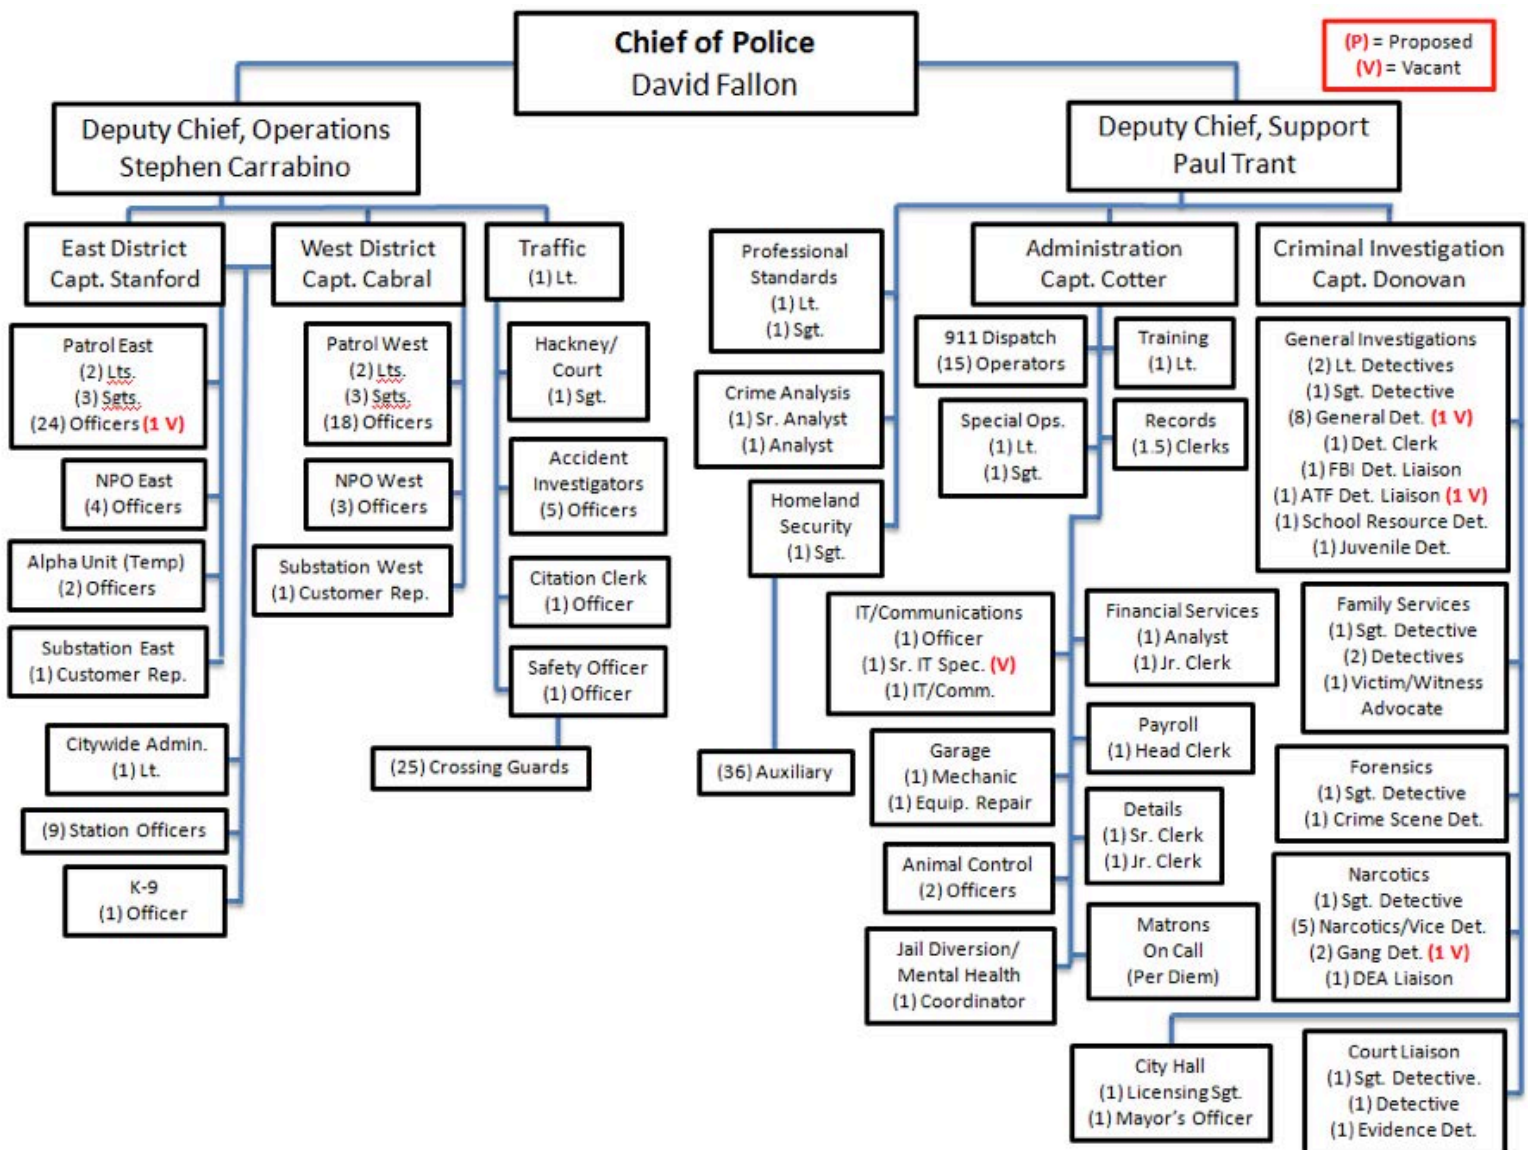 Chief of Police
David Fallon
(P) = Proposed
(V) = Vacant
Deputy Chief, Operations
Stephen Carrabino
Deputy Chief, Support
Paul Trant
East District
Capt. Stanford
West District
Capt. Cabral
Traffic
(1) Lt.
Patrol East
(2) Lts.
(3) Sgts.
(24) Officers (1 V)
NPO East
(4) Officers
Alpha Unit (Temp)
(2) Officers
Substation East
(1) Customer Rep.
Citywide Admin.
(1) Lt.
(9) Station Officers
K-9
(1) Officer
Patrol West
(2) Lts.
(3) Sgts.
(18) Officers
NPO West
(3) Officers
Substation West
(1) Customer Rep.
Hackney/
Court
(1) Sgt.
Accident
Investigators
(5) Officers
Citation Clerk
(1) Officer
Safety Officer
(1) Officer
(25) Crossing Guards
Professional
Standards
(1) Lt.
(1) Sgt.
Crime Analysis
(1) Sr. Analyst
(1) Analyst
Homeland
Security
(1) Sgt.
(36) Auxiliary
Administration
Capt. Cotter
911 Dispatch
(15) Operators
Training
(1) Lt.
Special Ops.
(1) Lt.
(1) Sgt.
Records
(1.5) Clerks
IT/Communications
(1) Officer
(1) Sr. IT Spec. (V)
(1) IT/Comm.
Financial Services
(1) Analyst
(1) Jr. Clerk
Garage
(1) Mechanic
(1) Equip. Repair
Payroll
(1) Head Clerk
Details
(1) Sr. Clerk
(1) Jr. Clerk
Animal Control
(2) Officers
Jail Diversion/
Mental Health
(1) Coordinator
Matrons
On Call
(Per Diem)
Criminal Investigation
Capt. Donovan
General Investigations
(2) Lt. Detectives
(1) Sgt. Detective
(8) General Det. (1 V)
(1) Det. Clerk
(1) FBI Det. Liaison
(1) ATF Det. Liaison (1 V)
(1) School Resource Det.
(1) Juvenile Det.
Family Services
(1) Sgt. Detective
(2) Detectives
(1) Victim/Witness
Advocate
Forensics
(1) Sgt. Detective
(1) Crime Scene Det.
Narcotics
(1) Sgt. Detective
(5) Narcotics/Vice Det.
(2) Gang Det. (1 V)
(1) DEA Liaison
City Hall
(1) Licensing Sgt.
(1) Mayor's Officer
Court Liaison
(1) Sgt. Detective.
(1) Detective
(1) Evidence Det.